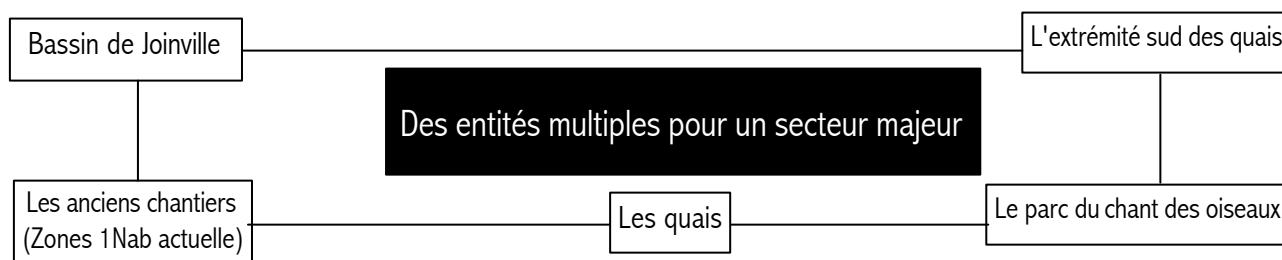 Bassin de Joinville
L'extrémité sud des quais
Des entités multiples pour un secteur majeur
Les anciens chantiers
(Zones 1Nab actuelle)
Les quais
Le parc du chant des oiseaux